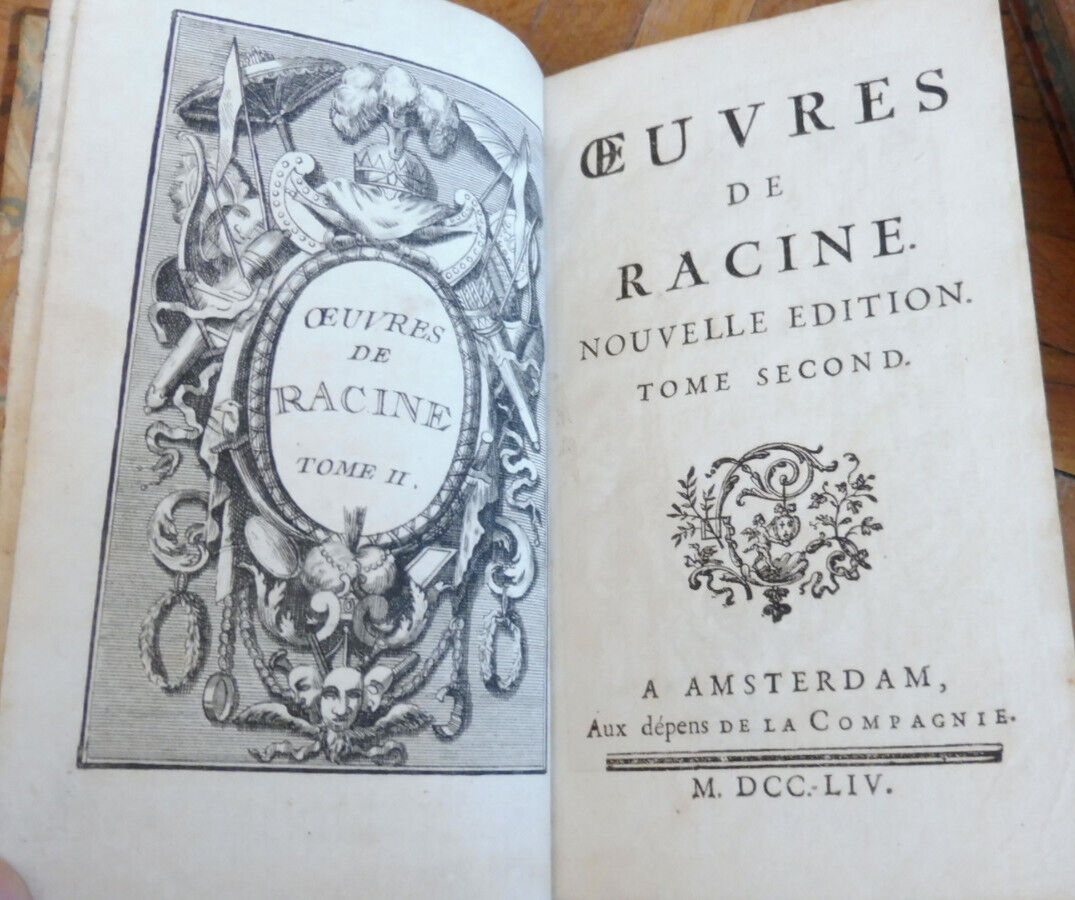 ŒUVRES
DE
RACINE
TOME II.
ŒUVRES
DE
RACINE.
NOUVELLE EDITION.
TOME SECOND.
A AMSTERDAM,
Aux dépens DE LA COMPAGNIE.
M. DCC.-LIV.